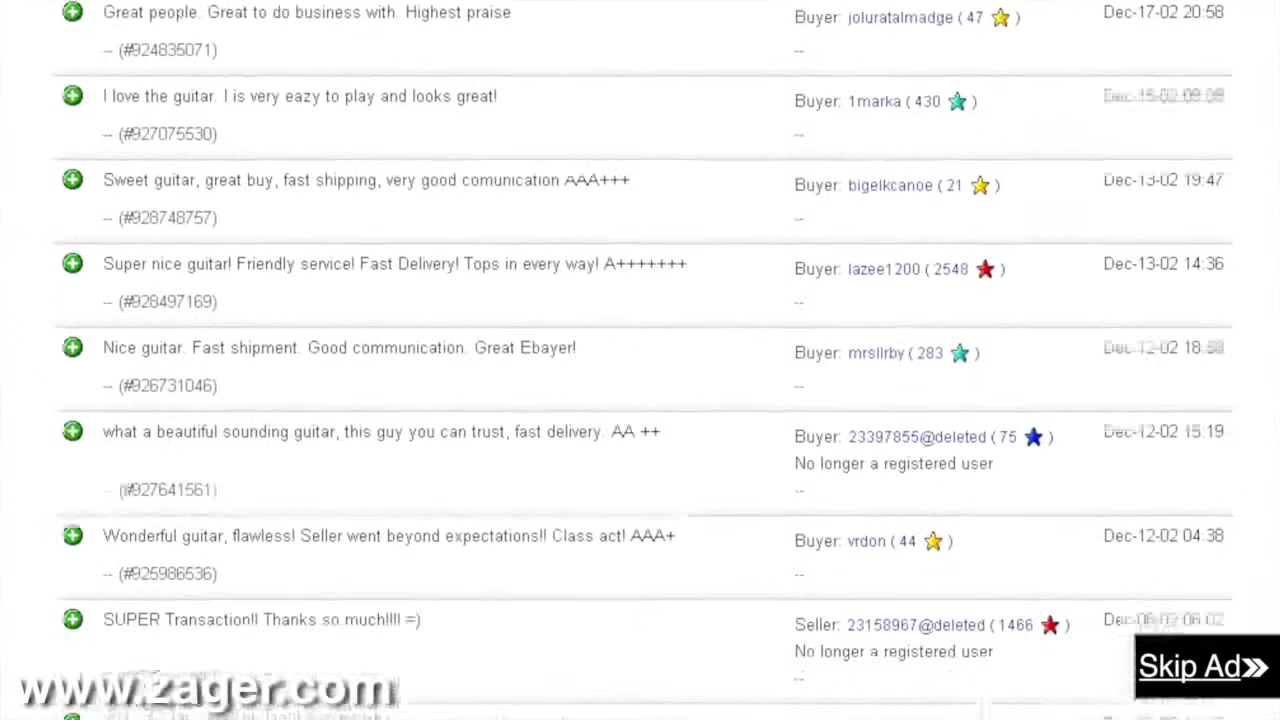 Great people. Great to do business with. Highest praise Buyer: joluratalmadge ( 47 ) Dec-17-02 20:58
-- (#924835071) --
I love the guitar. I is very eazy to play and looks great! Buyer: 1marka ( 430 )
-- (#927075530) --
Sweet guitar, great buy, fast shipping, very good comunication AAA+++ Buyer: bigelkcanoe ( 21 ) Dec-13-02 19:47
-- (#928748757) --
Super nice guitar! Friendly service! Fast Delivery! Tops in every way! A+++++++ Buyer: lazee1200 ( 2548 ) Dec-13-02 14:36
-- (#928497169) --
Nice guitar. Fast shipment. Good communication. Great Ebayer! Buyer: mrsllrby ( 283 ) Dec-12-02 18:58
-- (#926731046) --
what a beautiful sounding guitar, this guy you can trust, fast delivery. AA ++ Buyer: 23397855@deleted ( 75 ) Dec-12-02 15:19
No longer a registered user
-- (#927641561) --
Wonderful guitar, flawless! Seller went beyond expectations!! Class act! AAA+ Buyer: vrdon ( 44 ) Dec-12-02 04:38
-- (#925986536) --
SUPER Transaction!! Thanks so much!!!! =) Seller: 23158967@deleted ( 1466 )
No longer a registered user
--
Skip Ad
www.zager.com